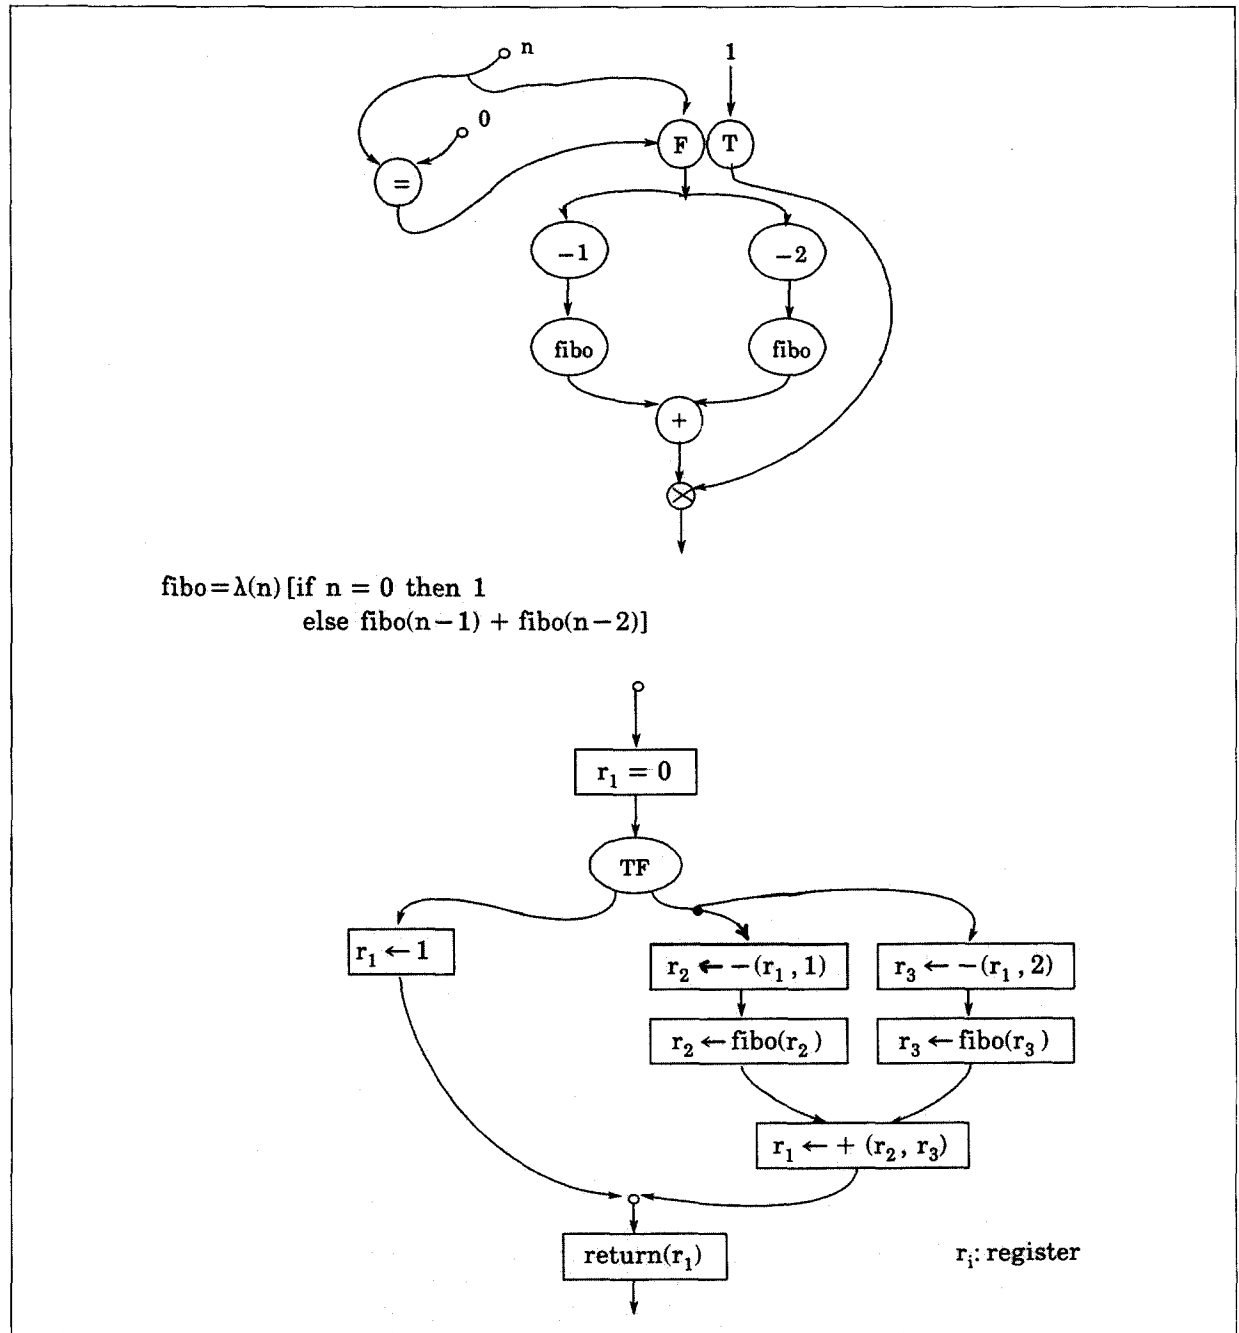 n
1
0
F T
=
−1
−2
fibo
fibo
+
fibo=λ(n) [if n = 0 then 1
else fibo(n−1) + fibo(n−2)]
r₁ = 0
TF
r₁ ← 1
r₂ ← −(r₁, 1)
r₃ ← −(r₁, 2)
r₂ ← fibo(r₂)
r₃ ← fibo(r₃)
r₁ ← + (r₂, r₃)
return(r₁)
rᵢ: register